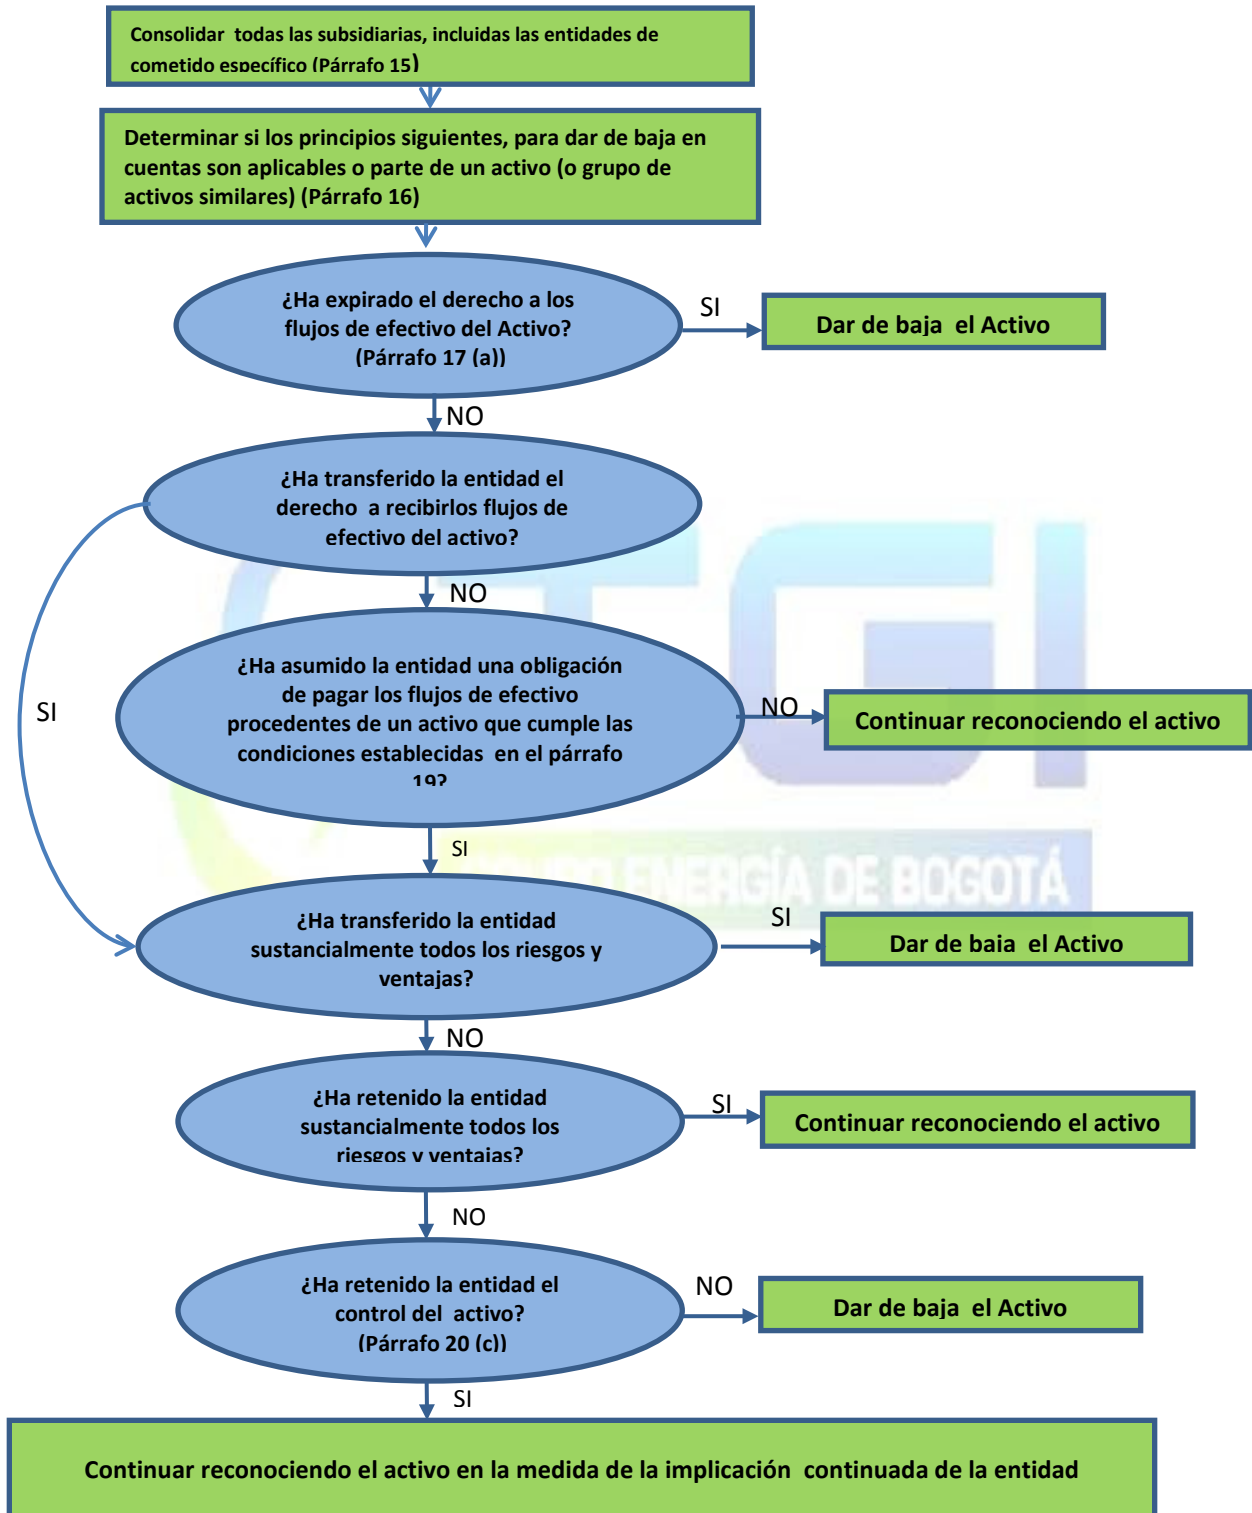 Consolidar todas las subsidiarias, incluidas las entidades de
cometido específico (Párrafo 15)
Determinar si los principios siguientes, para dar de baja en
cuentas son aplicables o parte de un activo (o grupo de
activos similares) (Párrafo 16)
¿Ha expirado el derecho a los
flujos de efectivo del Activo?
(Párrafo 17 (a))
SI
Dar de baja el Activo
NO
¿Ha transferido la entidad el
derecho a recibirlos flujos de
efectivo del activo?
NO
SI
¿Ha asumido la entidad una obligación
de pagar los flujos de efectivo
procedentes de un activo que cumple las
condiciones establecidas en el párrafo
19?
NO
Continuar reconociendo el activo
SI
TGI
GRUPO ENERGÍA DE BOGOTÁ
¿Ha transferido la entidad
sustancialmente todos los riesgos y
ventajas?
SI
Dar de baja el Activo
NO
¿Ha retenido la entidad
sustancialmente todos los
riesgos y ventajas?
SI
Continuar reconociendo el activo
NO
¿Ha retenido la entidad el
control del activo?
(Párrafo 20 (c))
NO
Dar de baja el Activo
SI
Continuar reconociendo el activo en la medida de la implicación continuada de la entidad